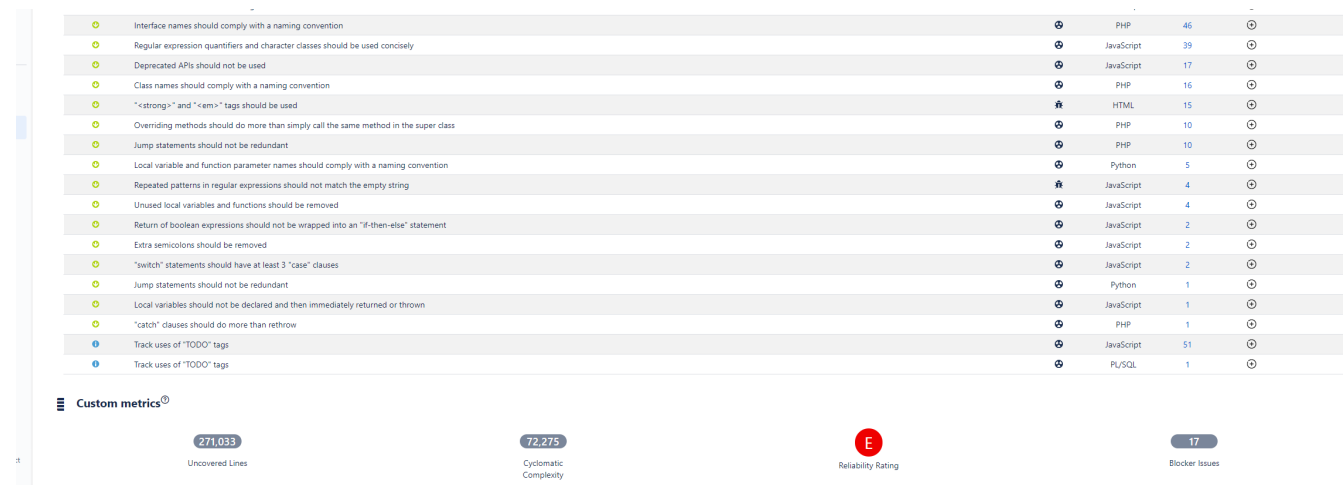 Interface names should comply with a naming convention PHP 46
Regular expression quantifiers and character classes should be used concisely JavaScript 39
Deprecated APIs should not be used JavaScript 17
Class names should comply with a naming convention PHP 16
"<strong>" and "<em>" tags should be used HTML 15
Overriding methods should do more than simply call the same method in the super class PHP 10
Jump statements should not be redundant PHP 10
Local variable and function parameter names should comply with a naming convention Python 5
Repeated patterns in regular expressions should not match the empty string JavaScript 4
Unused local variables and functions should be removed JavaScript 4
Return of boolean expressions should not be wrapped into an "if-then-else" statement JavaScript 2
Extra semicolons should be removed JavaScript 2
"switch" statements should have at least 3 "case" clauses JavaScript 2
Jump statements should not be redundant Python 1
Local variables should not be declared and then immediately returned or thrown JavaScript 1
"catch" clauses should do more than rethrow PHP 1
Track uses of "TODO" tags JavaScript 51
Track uses of "TODO" tags PL/SQL 1
Custom metrics
271,033 72,275 E 17
Uncovered Lines Cyclomatic Complexity Reliability Rating Blocker Issues